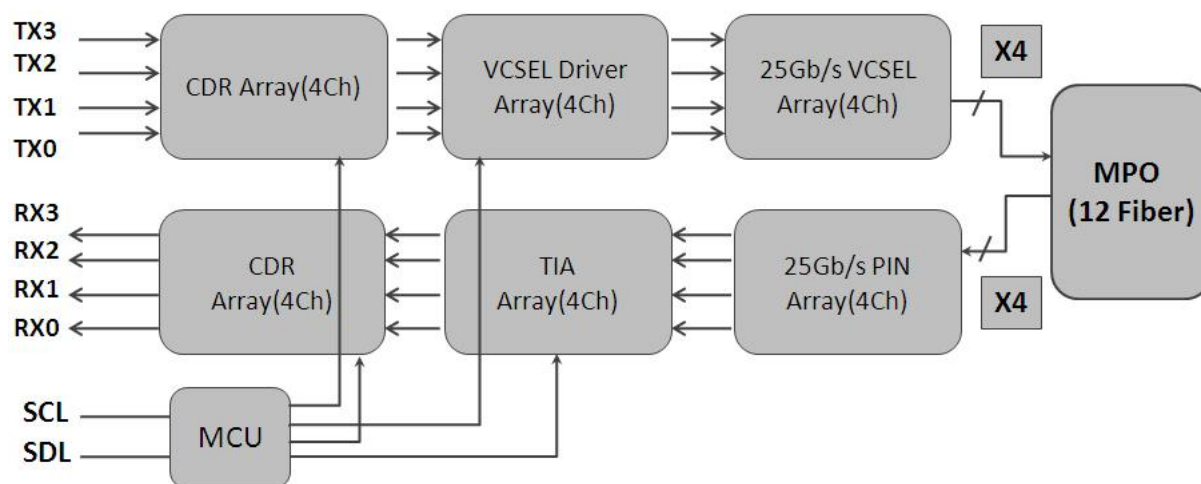 TX3
TX2
TX1
TX0
CDR Array(4Ch)
VCSEL Driver
Array(4Ch)
25Gb/s VCSEL
Array(4Ch)
X4
MPO
(12 Fiber)
RX3
RX2
RX1
RX0
CDR
Array(4Ch)
TIA
Array(4Ch)
25Gb/s PIN
Array(4Ch)
X4
SCL
SDL
MCU